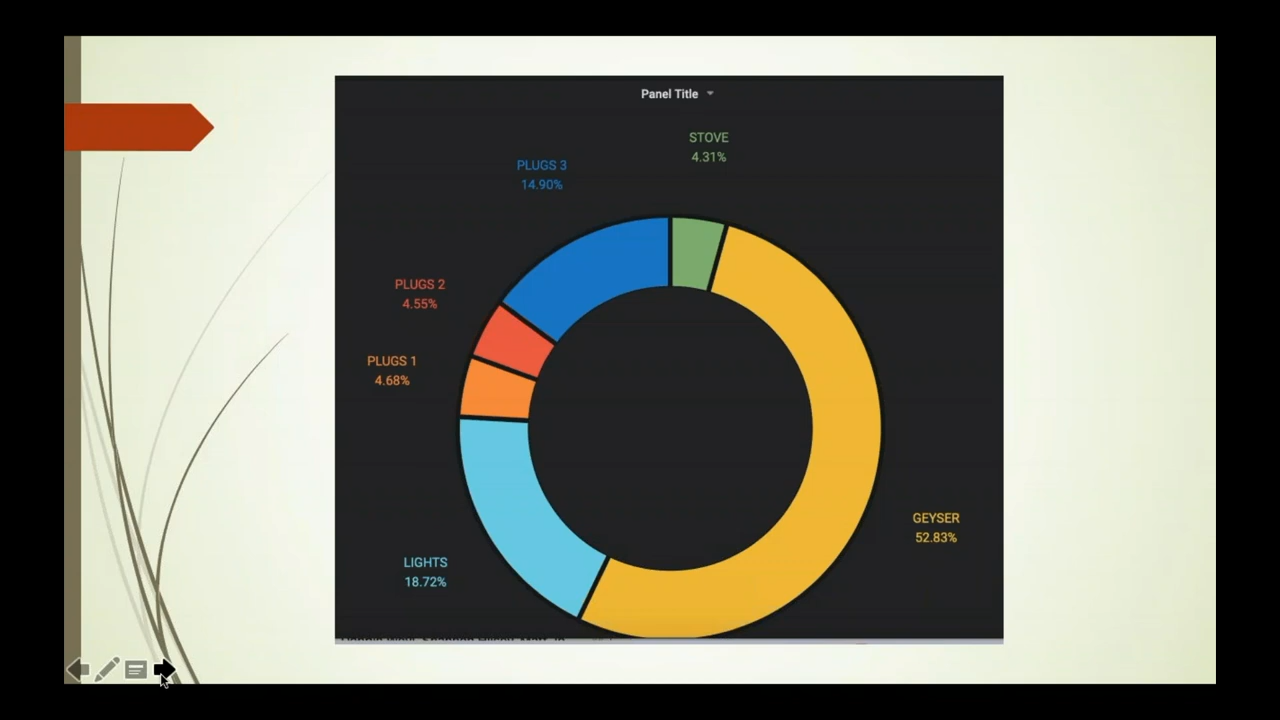 Panel Title
STOVE
4.31%
PLUGS 3
14.90%
PLUGS 2
4.55%
PLUGS 1
4.68%
GEYSER
52.83%
LIGHTS
18.72%